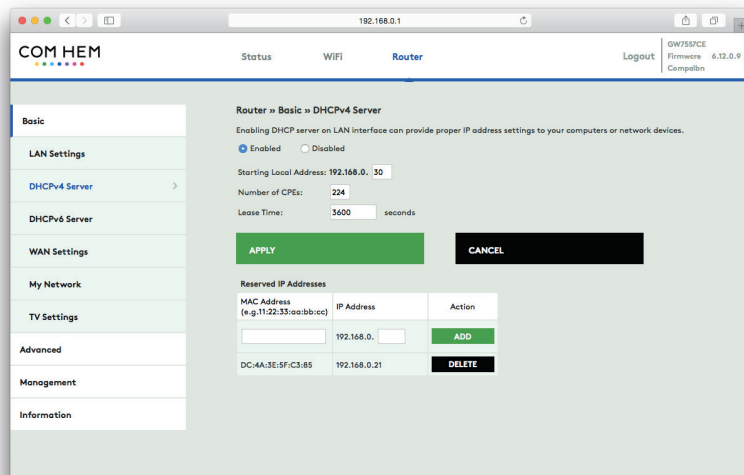 192.168.0.1
COM HEM
Status
WiFi
Router
Logout
GW7557CE
Firmware 6.12.0.9
Compalbn
Basic
LAN Settings
DHCPv4 Server
DHCPv6 Server
WAN Settings
My Network
TV Settings
Advanced
Management
Information
Router » Basic » DHCPv4 Server
Enabling DHCP server on LAN interface can provide proper IP address settings to your computers or network devices.
Enabled Disabled
Starting Local Address: 192.168.0. 30
Number of CPEs: 224
Lease Time: 3600 seconds
APPLY CANCEL
Reserved IP Addresses
MAC Address
(e.g.11:22:33:aa:bb:cc) IP Address Action
192.168.0. ADD
DC:4A:3E:5F:C3:85 192.168.0.21 DELETE